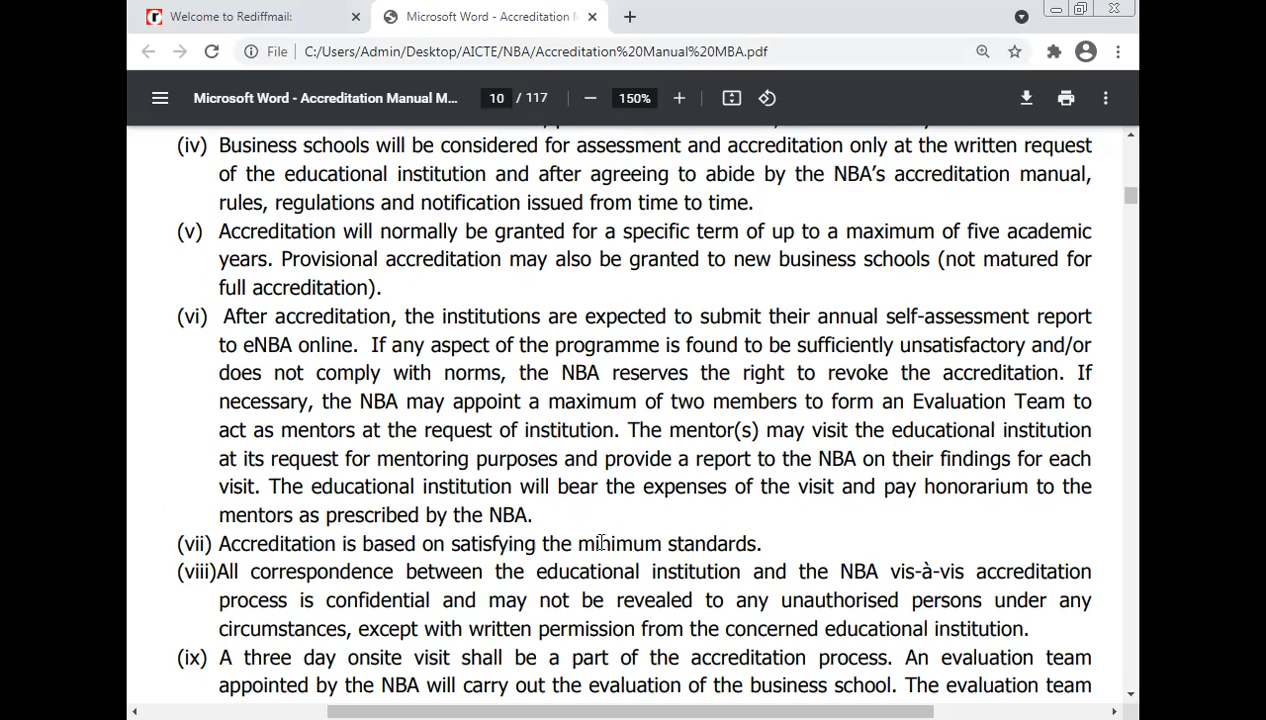 Welcome to Rediffmail:
Microsoft Word - Accreditation M
File
C:/Users/Admin/Desktop/AICTE/NBA/Accreditation%20Manual%20MBA.pdf
Microsoft Word - Accreditation Manual M...
10 / 117
150%
(iv) Business schools will be considered for assessment and accreditation only at the written request
of the educational institution and after agreeing to abide by the NBA's accreditation manual,
rules, regulations and notification issued from time to time.
(v) Accreditation will normally be granted for a specific term of up to a maximum of five academic
years. Provisional accreditation may also be granted to new business schools (not matured for
full accreditation).
(vi) After accreditation, the institutions are expected to submit their annual self-assessment report
to eNBA online. If any aspect of the programme is found to be sufficiently unsatisfactory and/or
does not comply with norms, the NBA reserves the right to revoke the accreditation. If
necessary, the NBA may appoint a maximum of two members to form an Evaluation Team to
act as mentors at the request of institution. The mentor(s) may visit the educational institution
at its request for mentoring purposes and provide a report to the NBA on their findings for each
visit. The educational institution will bear the expenses of the visit and pay honorarium to the
mentors as prescribed by the NBA.
(vii) Accreditation is based on satisfying the minimum standards.
(viii)All correspondence between the educational institution and the NBA vis-à-vis accreditation
process is confidential and may not be revealed to any unauthorised persons under any
circumstances, except with written permission from the concerned educational institution.
(ix) A three day onsite visit shall be a part of the accreditation process. An evaluation team
appointed by the NBA will carry out the evaluation of the business school. The evaluation team